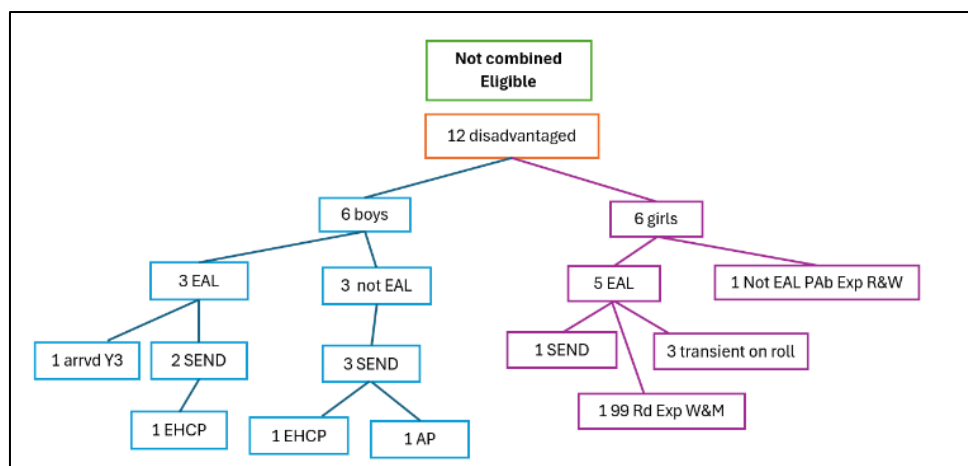 Not combined
Eligible
12 disadvantaged
6 boys
6 girls
3 EAL
3 not EAL
5 EAL
1 Not EAL PAb Exp R&W
1 arrvd Y3
2 SEND
3 SEND
1 SEND
3 transient on roll
1 99 Rd Exp W&M
1 EHCP
1 EHCP
1 AP